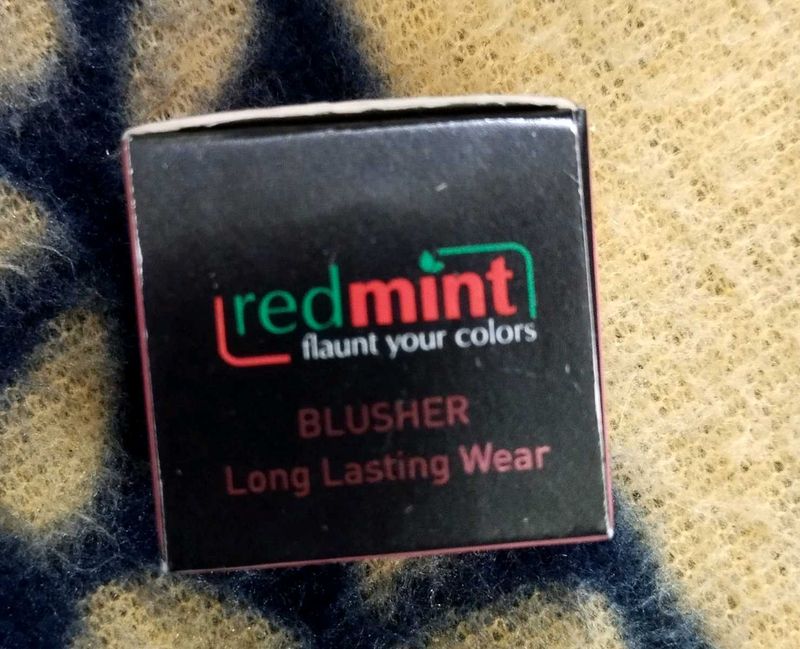 redmint
flaunt your colors
BLUSHER
Long Lasting Wear